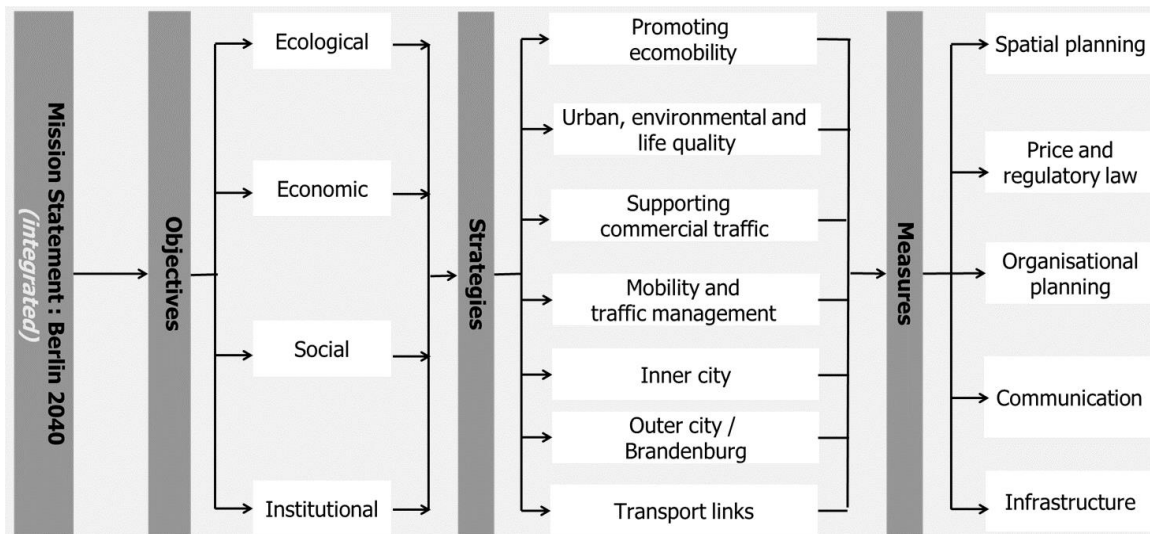 Mission Statement : Berlin 2040
(integrated)
Objectives
Ecological
Economic
Social
Institutional
Strategies
Promoting
ecomobility
Urban, environmental and
life quality
Supporting
commercial traffic
Mobility and
traffic management
Inner city
Outer city /
Brandenburg
Transport links
Measures
Spatial planning
Price and
regulatory law
Organisational
planning
Communication
Infrastructure